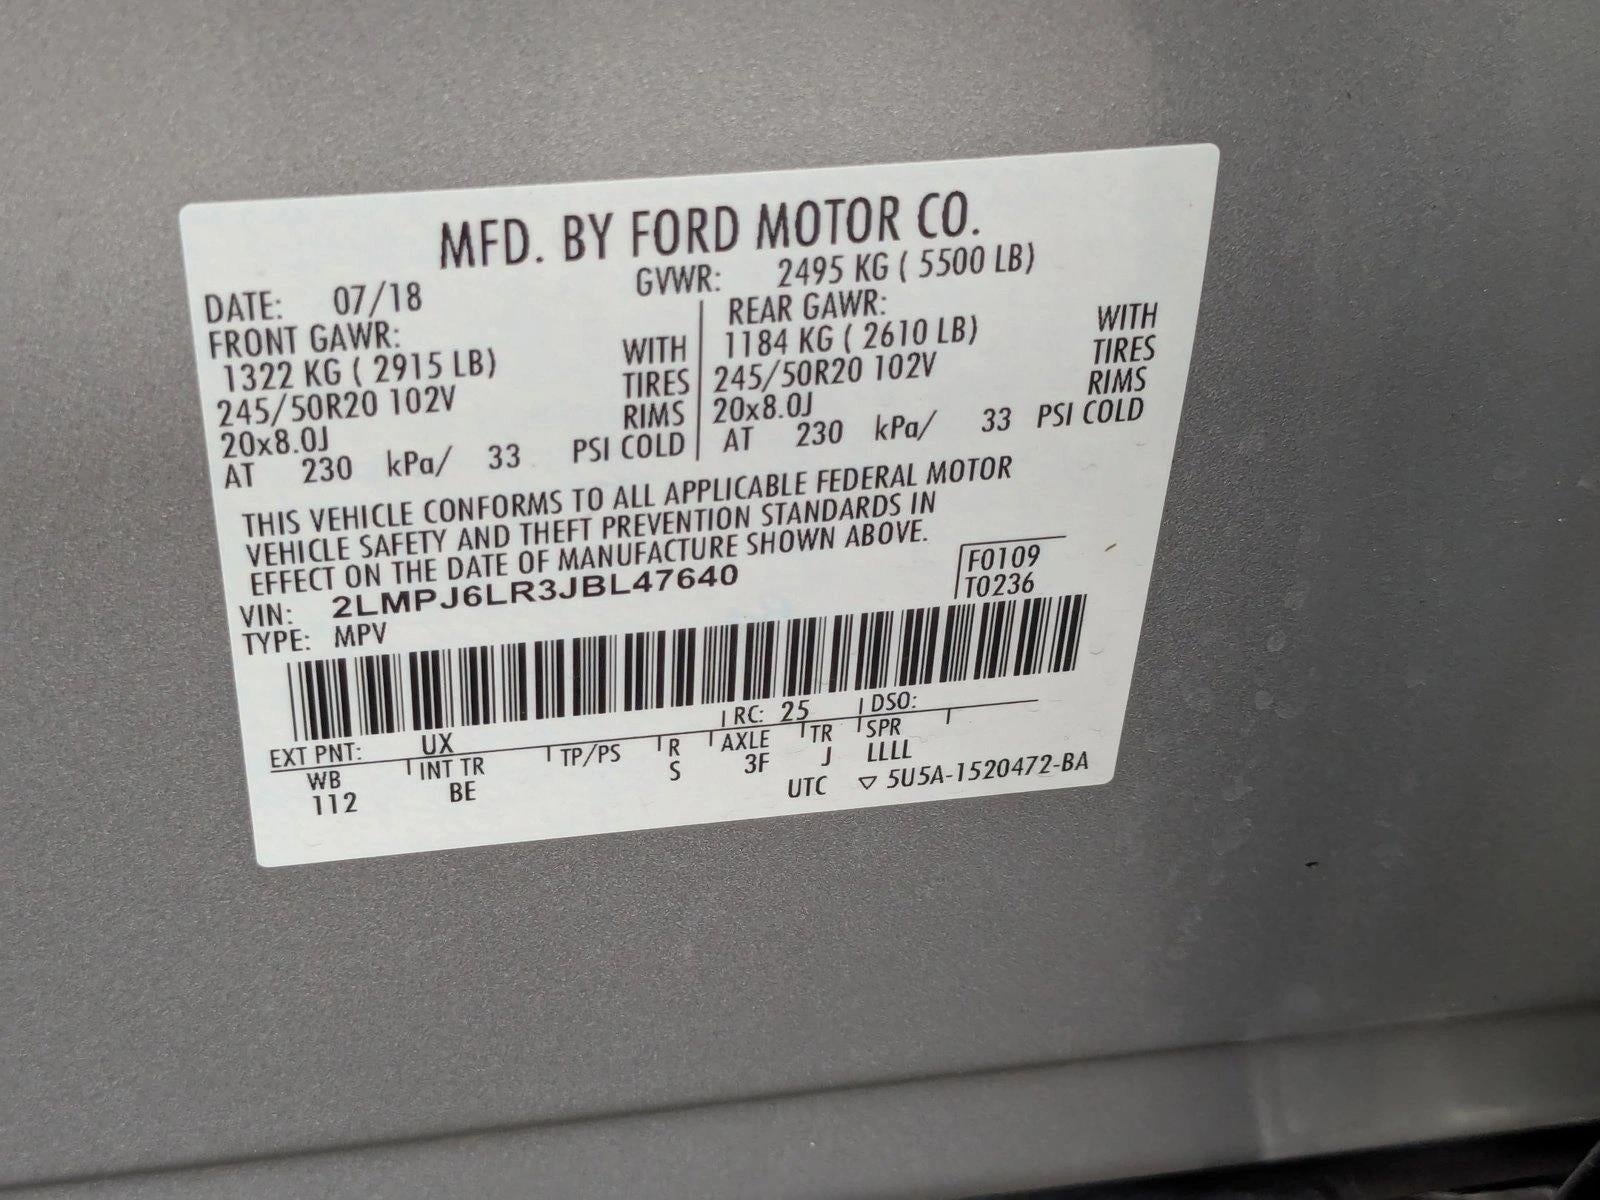 MFD. BY FORD MOTOR CO.
DATE: 07/18 GVWR: 2495 KG ( 5500 LB)
FRONT GAWR: REAR GAWR:
1322 KG ( 2915 LB) WITH 1184 KG ( 2610 LB) WITH
245/50R20 102V TIRES 245/50R20 102V TIRES
20x8.0J RIMS 20x8.0J RIMS
AT 230 kPa/ 33 PSI COLD AT 230 kPa/ 33 PSI COLD
THIS VEHICLE CONFORMS TO ALL APPLICABLE FEDERAL MOTOR
VEHICLE SAFETY AND THEFT PREVENTION STANDARDS IN
EFFECT ON THE DATE OF MANUFACTURE SHOWN ABOVE.
F0109
VIN: 2LMPJ6LR3JBL47640 T0236
TYPE: MPV
EXT PNT: UX RC: 25 DSO:
WB INT TR TP/PS R AXLE TR SPR
112 BE S 3F J LLLL
UTC ▽ 5U5A-1520472-BA